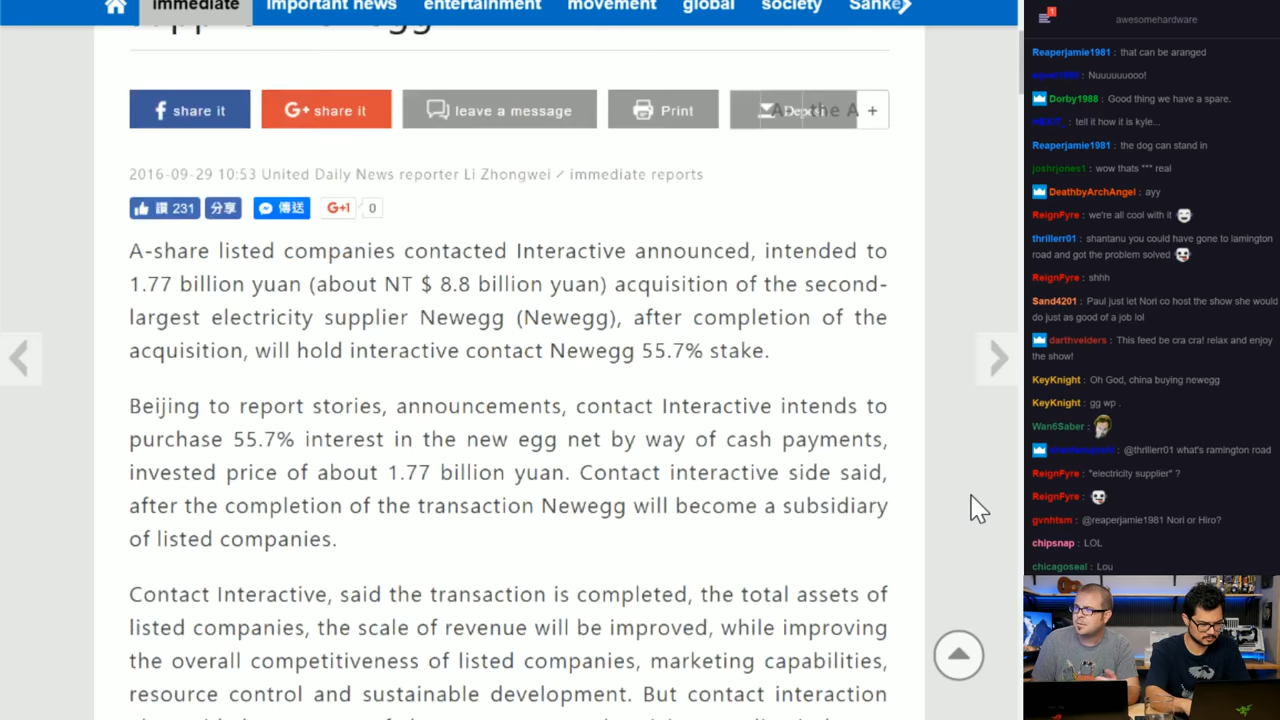 immediate important news entertainment movement global society
share it G+ share it leave a message Print +
2016-09-29 10:53 United Daily News reporter Li Zhongwei / immediate reports
讚 231 分享 傳送 G+1 0
A-share listed companies contacted Interactive announced, intended to
1.77 billion yuan (about NT $ 8.8 billion yuan) acquisition of the second-
largest electricity supplier Newegg (Newegg), after completion of the
acquisition, will hold interactive contact Newegg 55.7% stake.
Beijing to report stories, announcements, contact Interactive intends to
purchase 55.7% interest in the new egg net by way of cash payments,
invested price of about 1.77 billion yuan. Contact interactive side said,
after the completion of the transaction Newegg will become a subsidiary
of listed companies.
Contact Interactive, said the transaction is completed, the total assets of
listed companies, the scale of revenue will be improved, while improving
the overall competitiveness of listed companies, marketing capabilities,
resource control and sustainable development. But contact interaction
1
awesomehardware
Reaperjamie1981 : that can be aranged
: Nuuuuuuooo!
Dorby1988 : Good thing we have a spare.
: tell it how it is kyle...
Reaperjamie1981 : the dog can stand in
joshrjones1 : wow thats *** real
DeathbyArchAngel : ayy
ReignFyre : we're all cool with it
thrillerr01 : shantanu you could have gone to lamington
road and got the problem solved
ReignFyre : shhh
Sand4201 : Paul just let Nori co host the show she would
do just as good of a job lol
darthvelders : This feed be cra cra! relax and enjoy
the show!
KeyKnight : Oh God, china buying newegg
KeyKnight : gg wp .
Wan6Saber :
: @thrillerr01 what's ramington road
ReignFyre : "electricity supplier" ?
ReignFyre :
gvnhtsm : @reaperjamie1981 Nori or Hiro?
chipsnap : LOL
chicagoseal : Lou